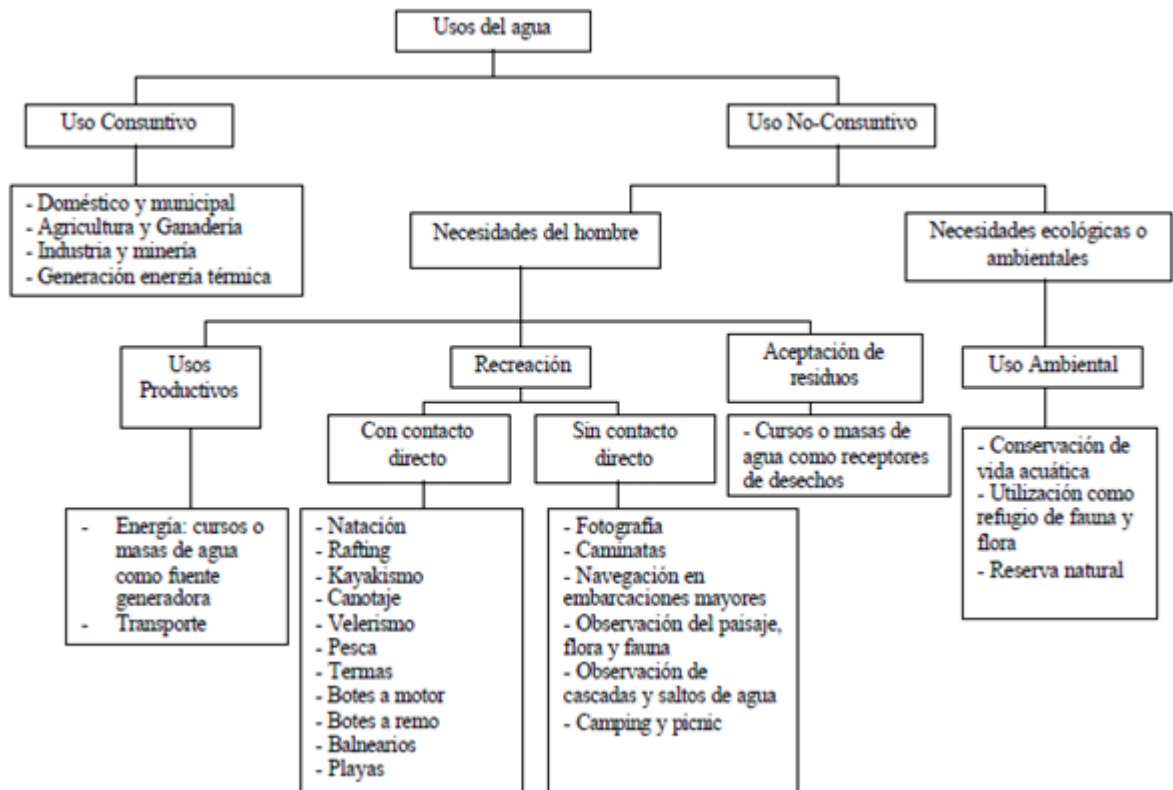 Usos del agua
Uso Consuntivo
Uso No-Consuntivo
- Doméstico y municipal
- Agricultura y Ganadería
- Industria y minería
- Generación energía térmica
Necesidades del hombre
Necesidades ecológicas o
ambientales
Usos
Productivos
Recreación
Aceptación de
residuos
Uso Ambiental
Con contacto
directo
Sin contacto
directo
- Cursos o masas de
agua como receptores
de desechos
- Conservación de
vida acuática
- Utilización como
refugio de fauna y
flora
- Reserva natural
- Energía: cursos o
masas de agua
como fuente
generadora
- Transporte
- Natación
- Rafting
- Kayakismo
- Canotaje
- Velerismo
- Pesca
- Termas
- Botes a motor
- Botes a remo
- Balnearios
- Playas
- Fotografía
- Caminatas
- Navegación en
embarcaciones mayores
- Observación del paisaje,
flora y fauna
- Observación de
cascadas y saltos de agua
- Camping y picnic